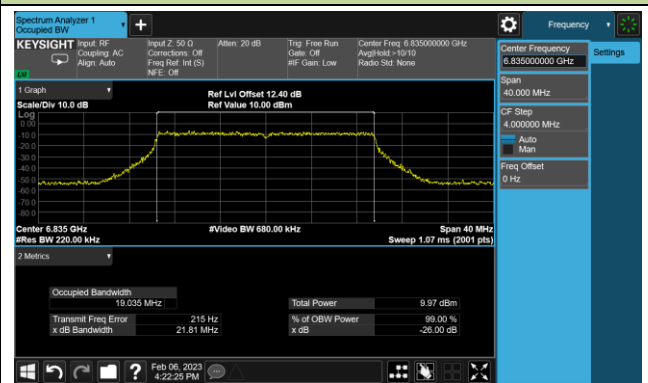 Spectrum Analyzer 1
Occupied BW
+
Frequency
KEYSIGHT
Input: RF
Coupling: AC
Align: Auto
Input Z: 50 Ω
Corrections: Off
Freq Ref: Int (S)
NFE: Off
Atten: 20 dB
Trig: Free Run
Gate: Off
#IF Gain: Low
Center Freq: 6.835000000 GHz
Avg|Hold:>10/10
Radio Std: None
Center Frequency
6.835000000 GHz
Settings
Span
40.000 MHz
CF Step
4.000000 MHz
Auto
Man
Freq Offset
0 Hz
1 Graph
Scale/Div 10.0 dB
Ref Lvl Offset 12.40 dB
Ref Value 10.00 dBm
Log
0.00
-10.0
-20.0
-30.0
-40.0
-50.0
-60.0
-70.0
-80.0
Center 6.835 GHz
#Res BW 220.00 kHz
#Video BW 680.00 kHz
Span 40 MHz
Sweep 1.07 ms (2001 pts)
2 Metrics
Occupied Bandwidth
19.035 MHz
Total Power 9.97 dBm
Transmit Freq Error 215 Hz
% of OBW Power 99.00 %
x dB Bandwidth 21.81 MHz
x dB -26.00 dB
?
Feb 06, 2023
4:22:25 PM